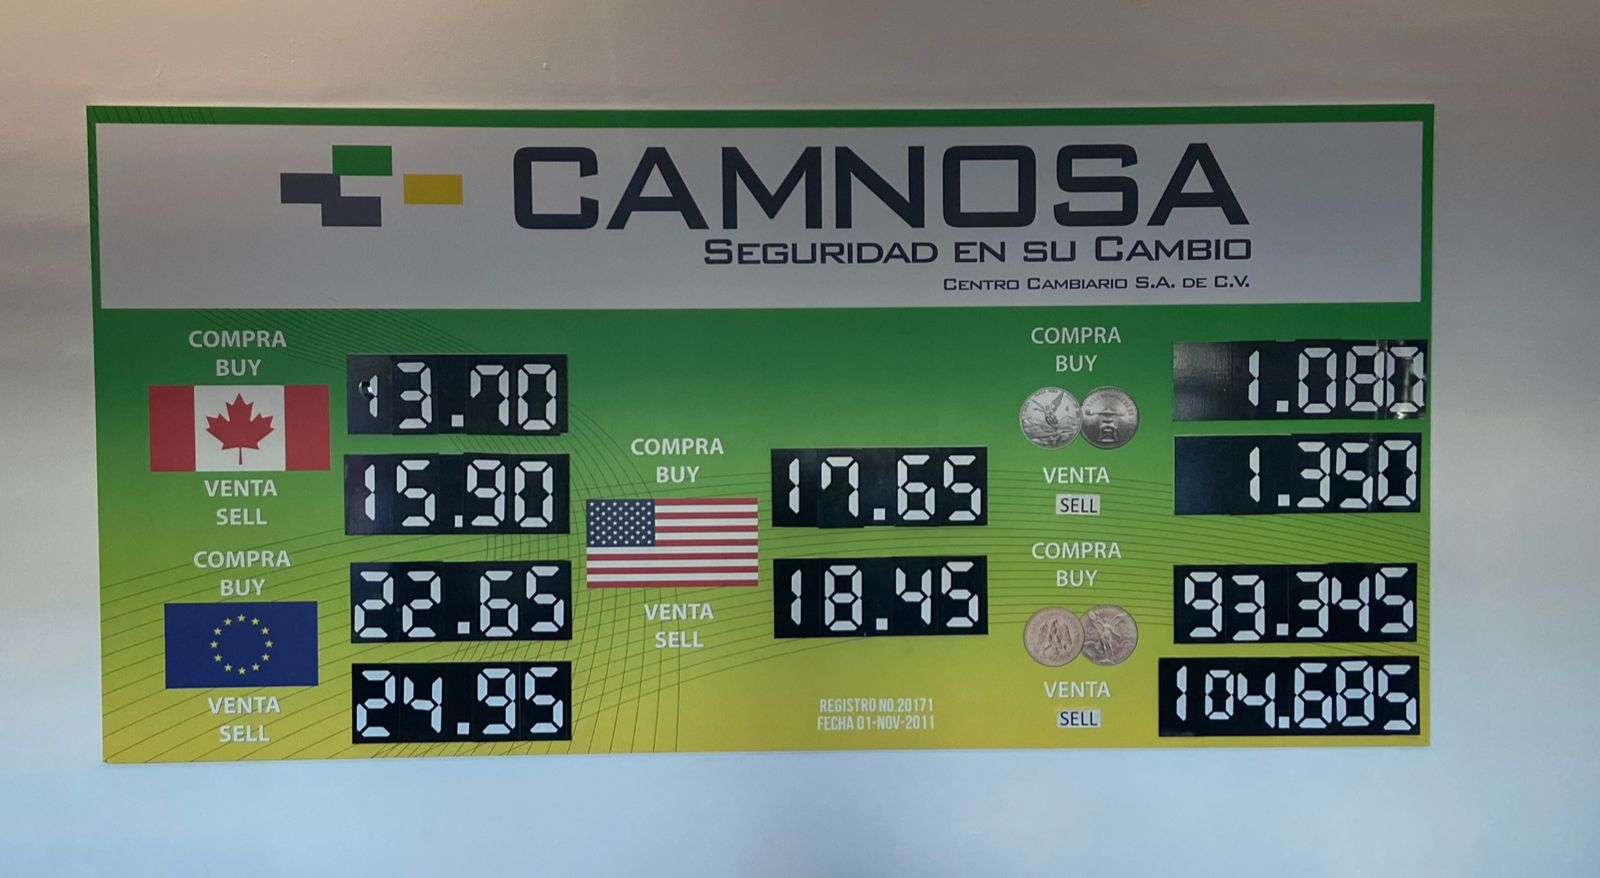 CAMNOSA
SEGURIDAD EN SU CAMBIO
CENTRO CAMBIARIO S.A. DE C.V.
COMPRA
BUY
13.70
VENTA
SELL
15.90
COMPRA
BUY
22.65
VENTA
SELL
24.95
COMPRA
BUY
17.65
VENTA
SELL
18.45
REGISTRO NO.20171
FECHA 01-NOV-2011
COMPRA
BUY
1.080
VENTA
SELL
1.350
COMPRA
BUY
93.345
VENTA
SELL
104.685